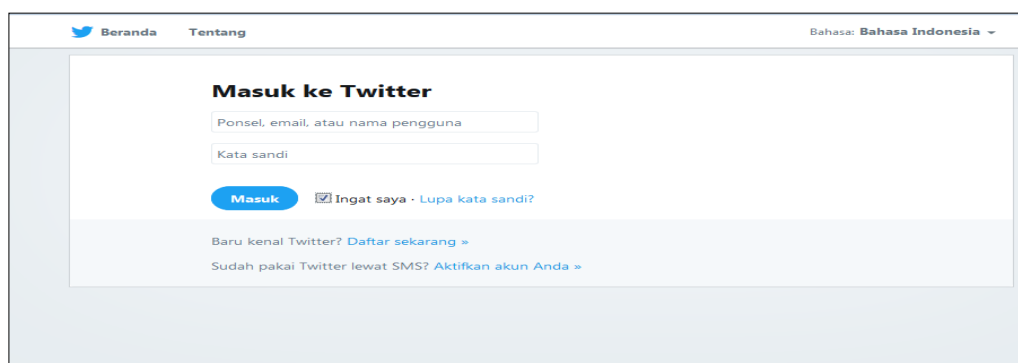 Beranda Tentang Bahasa: Bahasa Indonesia
Masuk ke Twitter
Ponsel, email, atau nama pengguna
Kata sandi
Masuk Ingat saya · Lupa kata sandi?
Baru kenal Twitter? Daftar sekarang »
Sudah pakai Twitter lewat SMS? Aktifkan akun Anda »